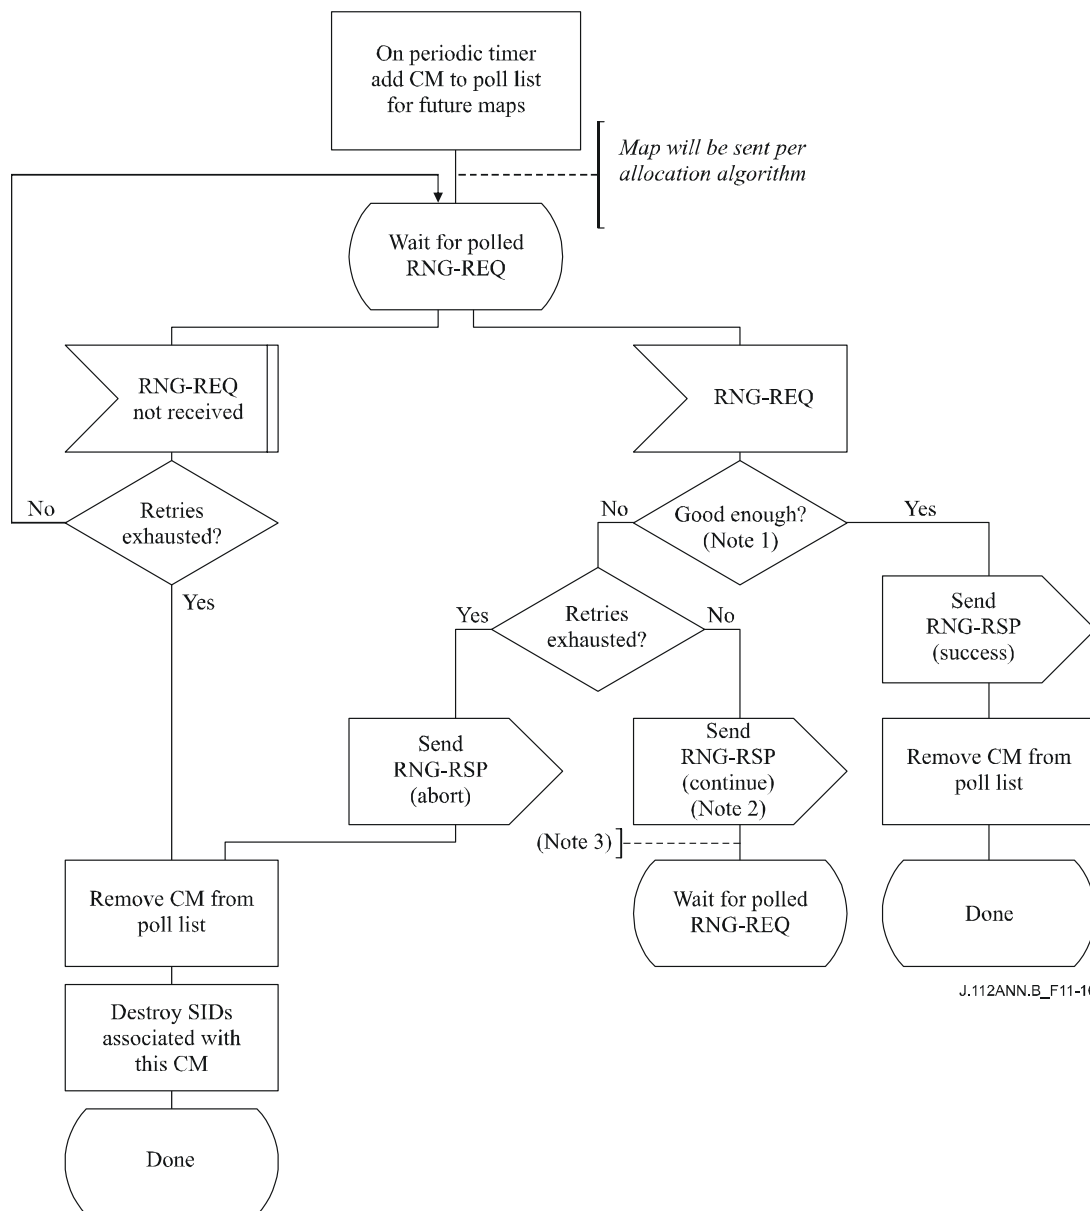 On periodic timer
add CM to poll list
for future maps
Map will be sent per
allocation algorithm
Wait for polled
RNG-REQ
RNG-REQ
not received
RNG-REQ
No
Retries
exhausted?
Yes
No
Good enough?
(Note 1)
Yes
Yes
Retries
exhausted?
No
Send
RNG-RSP
(success)
Send
RNG-RSP
(abort)
Send
RNG-RSP
(continue)
(Note 2)
Remove CM from
poll list
(Note 3)
Remove CM from
poll list
Wait for polled
RNG-REQ
Done
J.112ANN.B_F11-16
Destroy SIDs
associated with
this CM
Done